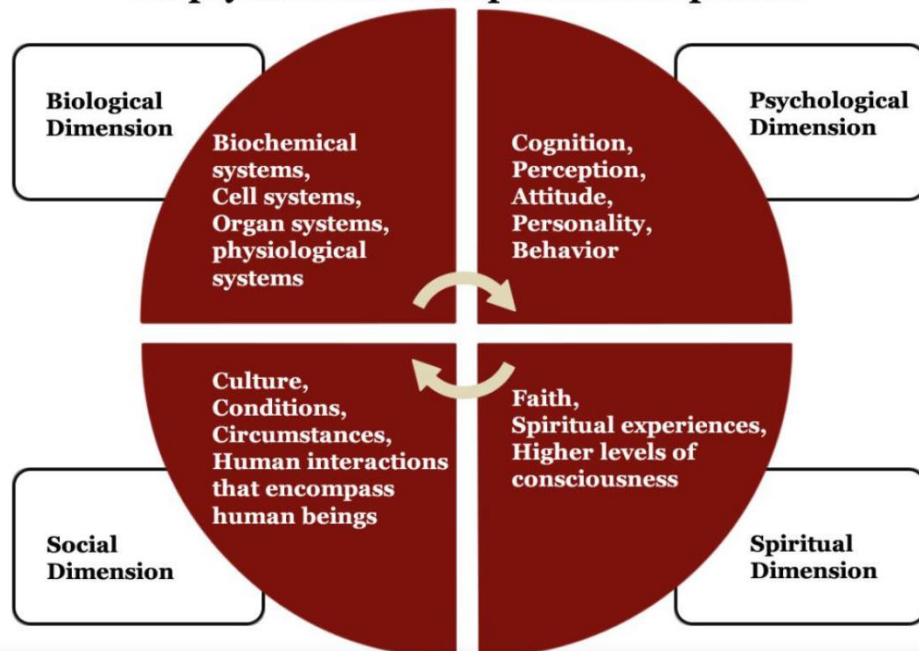 Biological
Dimension
Biochemical
systems,
Cell systems,
Organ systems,
physiological
systems
Cognition,
Perception,
Attitude,
Personality,
Behavior
Psychological
Dimension
Social
Dimension
Culture,
Conditions,
Circumstances,
Human interactions
that encompass
human beings
Faith,
Spiritual experiences,
Higher levels of
consciousness
Spiritual
Dimension